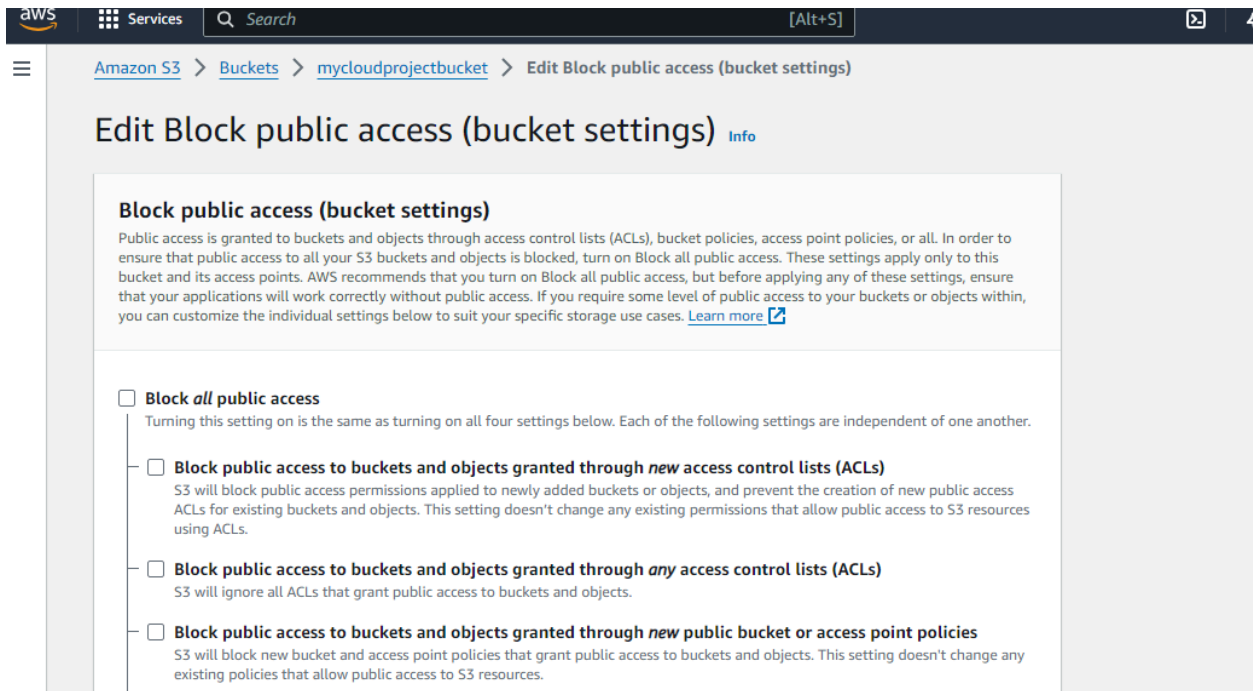 aws Services Search [Alt+S]
Amazon S3 > Buckets > mycloudprojectbucket > Edit Block public access (bucket settings)
Edit Block public access (bucket settings) Info
Block public access (bucket settings)
Public access is granted to buckets and objects through access control lists (ACLs), bucket policies, access point policies, or all. In order to
ensure that public access to all your S3 buckets and objects is blocked, turn on Block all public access. These settings apply only to this
bucket and its access points. AWS recommends that you turn on Block all public access, but before applying any of these settings, ensure
that your applications will work correctly without public access. If you require some level of public access to your buckets or objects within,
you can customize the individual settings below to suit your specific storage use cases. Learn more
Block all public access
Turning this setting on is the same as turning on all four settings below. Each of the following settings are independent of one another.
Block public access to buckets and objects granted through new access control lists (ACLs)
S3 will block public access permissions applied to newly added buckets or objects, and prevent the creation of new public access
ACLs for existing buckets and objects. This setting doesn't change any existing permissions that allow public access to S3 resources
using ACLs.
Block public access to buckets and objects granted through any access control lists (ACLs)
S3 will ignore all ACLs that grant public access to buckets and objects.
Block public access to buckets and objects granted through new public bucket or access point policies
S3 will block new bucket and access point policies that grant public access to buckets and objects. This setting doesn't change any
existing policies that allow public access to S3 resources.